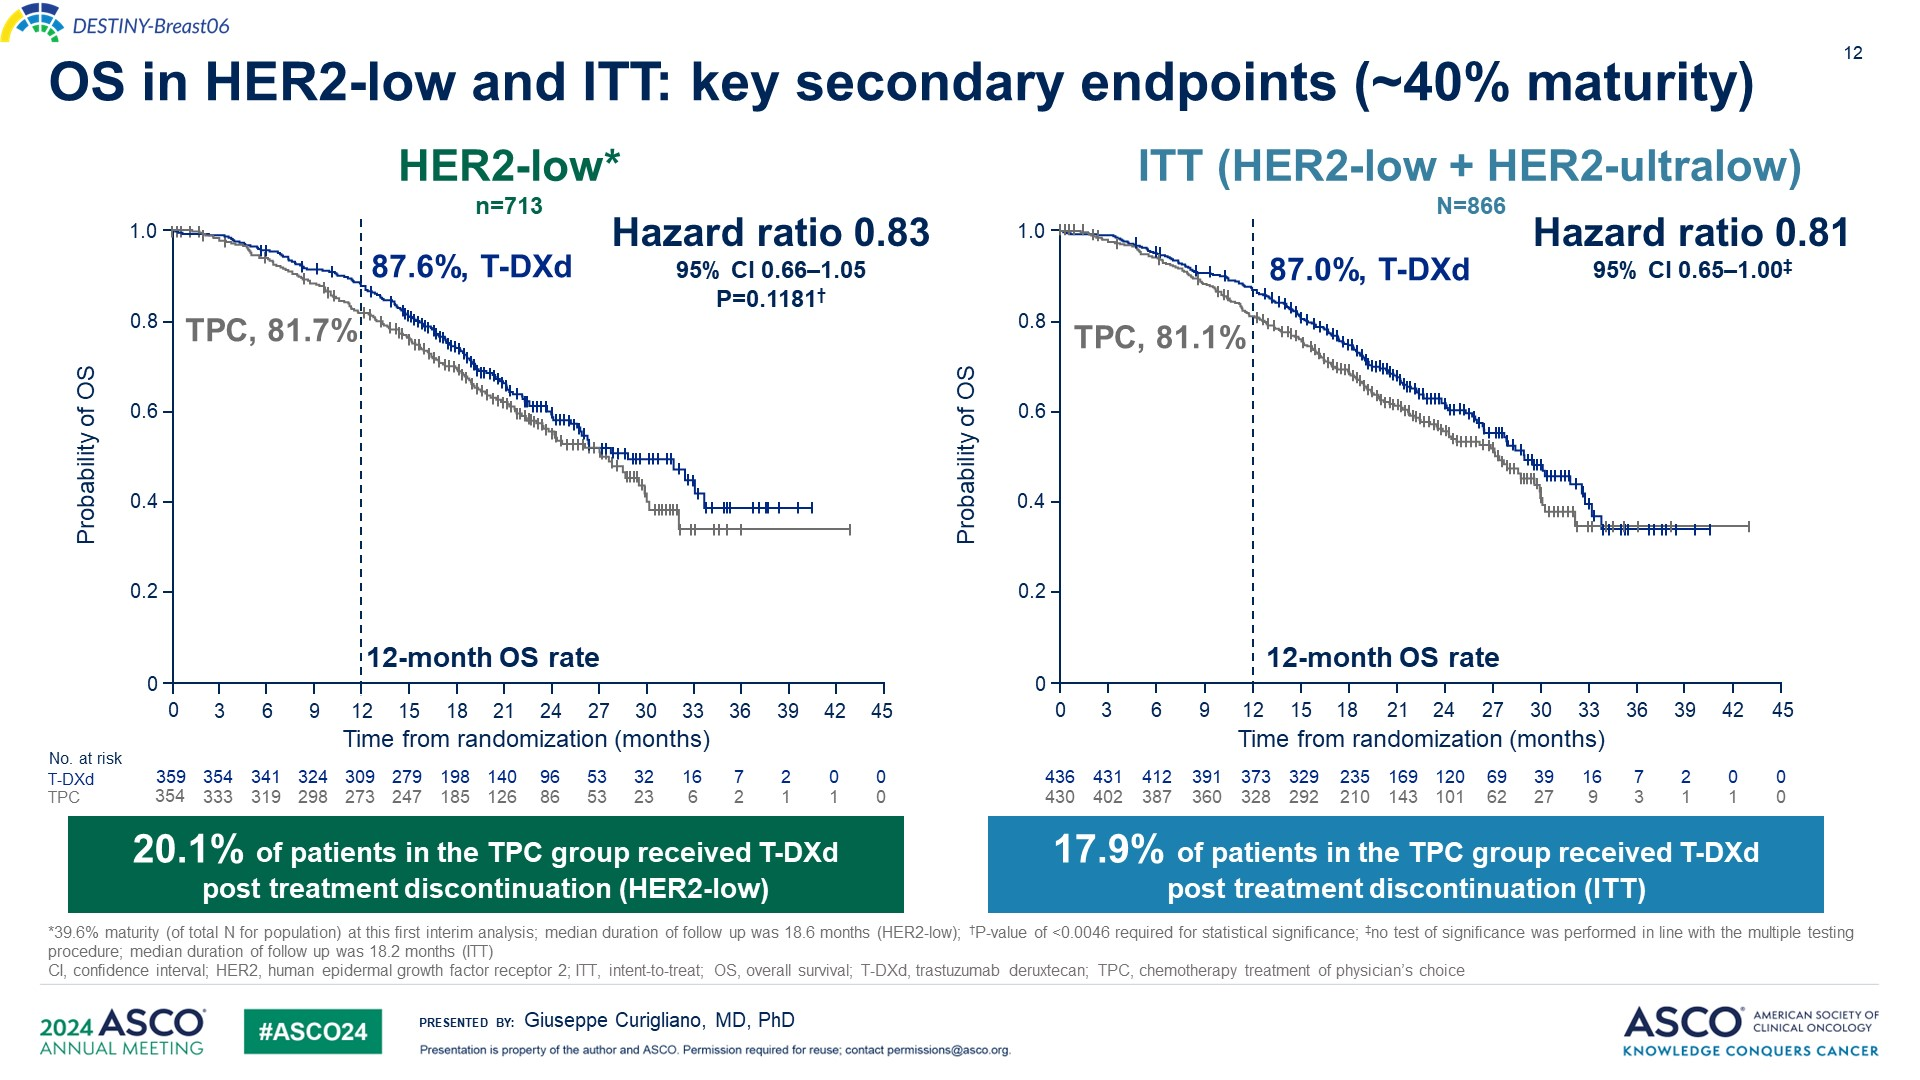 DESTINY-Breast06
12
OS in HER2-low and ITT: key secondary endpoints (~40% maturity)
HER2-low*
n=713
Hazard ratio 0.83
95% CI 0.66–1.05
P=0.1181†
87.6%, T-DXd
TPC, 81.7%
Probability of OS
1.0
0.8
0.6
0.4
0.2
0
12-month OS rate
0 3 6 9 12 15 18 21 24 27 30 33 36 39 42 45
Time from randomization (months)
No. at risk
T-DXd 359 354 341 324 309 279 198 140 96 53 32 16 7 2 0 0
TPC 354 333 319 298 273 247 185 126 86 53 23 6 2 1 1 0
20.1% of patients in the TPC group received T-DXd
post treatment discontinuation (HER2-low)
ITT (HER2-low + HER2-ultralow)
N=866
Hazard ratio 0.81
95% CI 0.65–1.00‡
87.0%, T-DXd
TPC, 81.1%
Probability of OS
1.0
0.8
0.6
0.4
0.2
0
12-month OS rate
0 3 6 9 12 15 18 21 24 27 30 33 36 39 42 45
Time from randomization (months)
436 431 412 391 373 329 235 169 120 69 39 16 7 2 0 0
430 402 387 360 328 292 210 143 101 62 27 9 3 1 1 0
17.9% of patients in the TPC group received T-DXd
post treatment discontinuation (ITT)
*39.6% maturity (of total N for population) at this first interim analysis; median duration of follow up was 18.6 months (HER2-low); †P-value of <0.0046 required for statistical significance; ‡no test of significance was performed in line with the multiple testing
procedure; median duration of follow up was 18.2 months (ITT)
CI, confidence interval; HER2, human epidermal growth factor receptor 2; ITT, intent-to-treat; OS, overall survival; T-DXd, trastuzumab deruxtecan; TPC, chemotherapy treatment of physician's choice
2024 ASCO®
ANNUAL MEETING
#ASCO24
PRESENTED BY: Giuseppe Curigliano, MD, PhD
Presentation is property of the author and ASCO. Permission required for reuse; contact permissions@asco.org.
ASCO® AMERICAN SOCIETY OF
CLINICAL ONCOLOGY
KNOWLEDGE CONQUERS CANCER